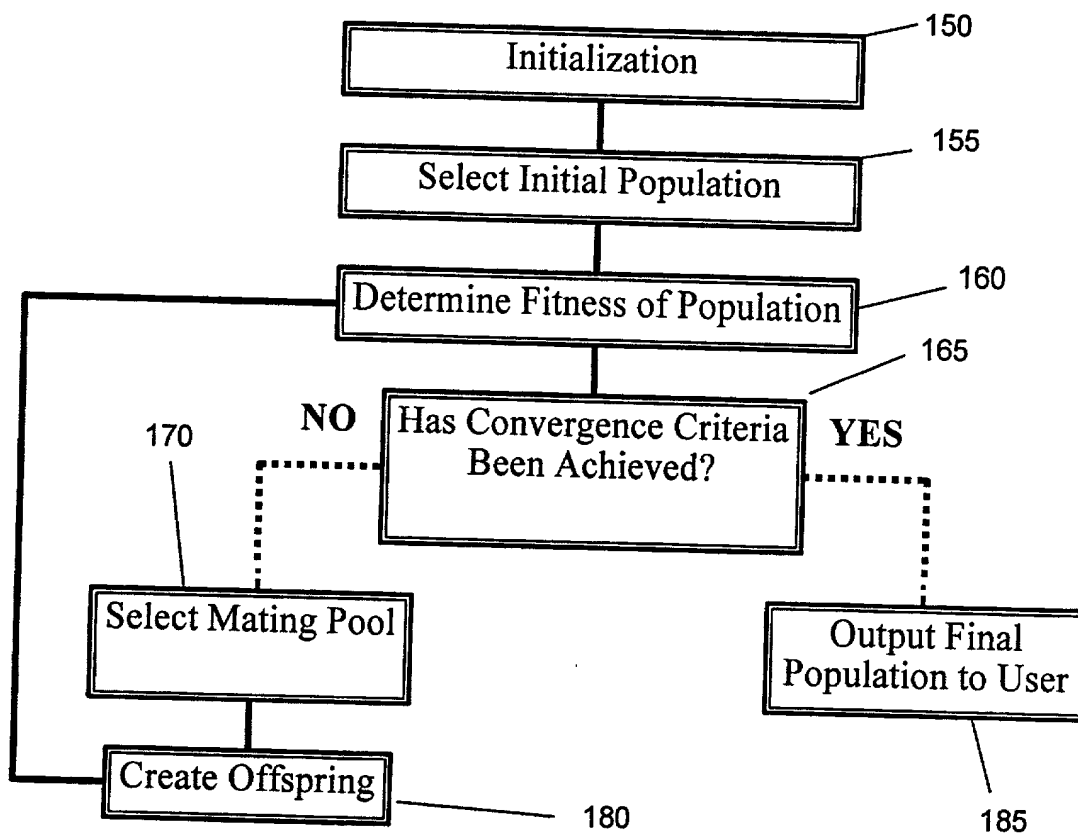 150
Initialization
155
Select Initial Population
160
Determine Fitness of Population
165
NO
Has Convergence Criteria
Been Achieved?
YES
170
Select Mating Pool
Output Final
Population to User
Create Offspring
180
185